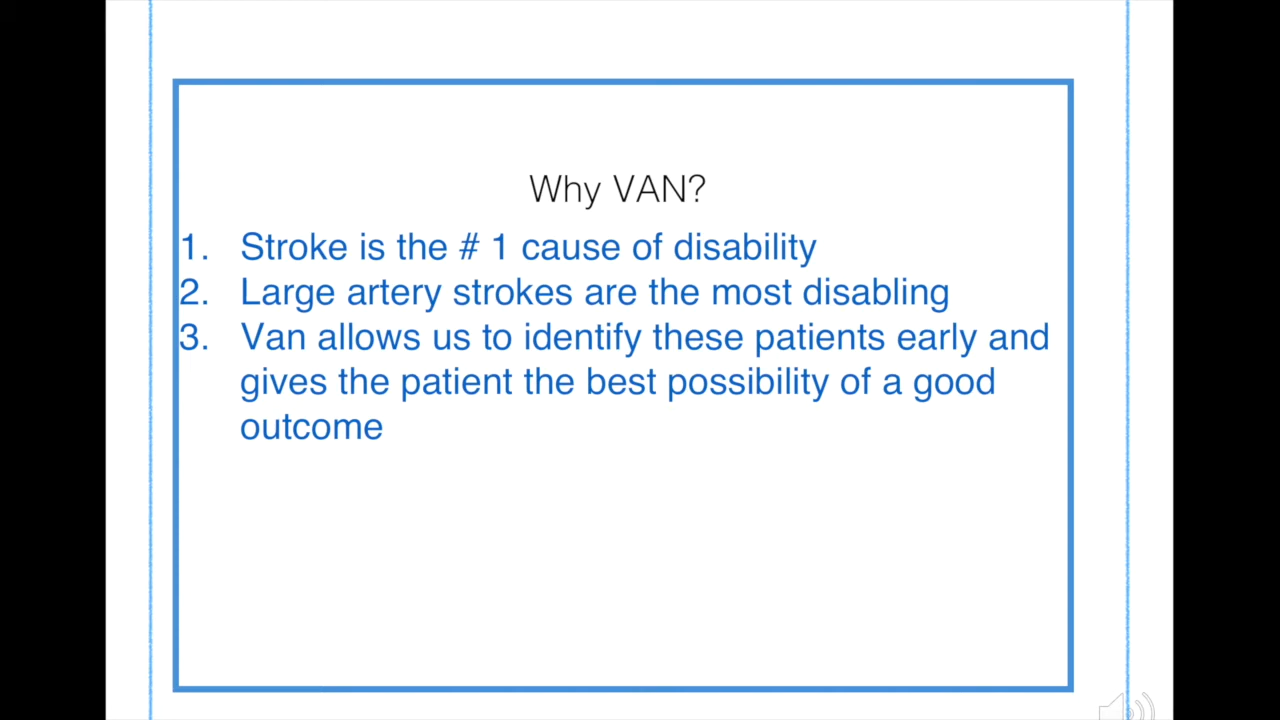 Why VAN?
1. Stroke is the # 1 cause of disability
2. Large artery strokes are the most disabling
3. Van allows us to identify these patients early and
gives the patient the best possibility of a good
outcome